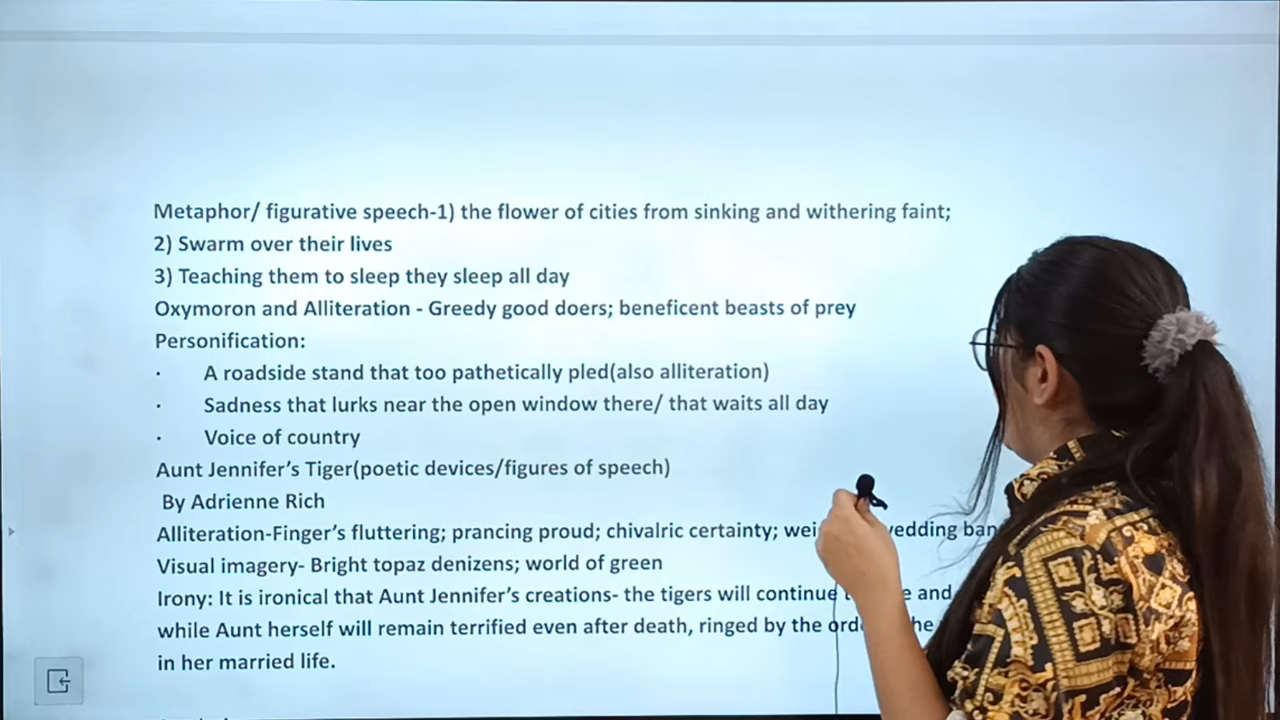 Metaphor/ figurative speech-1) the flower of cities from sinking and withering faint;
2) Swarm over their lives
3) Teaching them to sleep they sleep all day
Oxymoron and Alliteration - Greedy good doers; beneficent beasts of prey
Personification:
· A roadside stand that too pathetically pled(also alliteration)
· Sadness that lurks near the open window there/ that waits all day
· Voice of country
Aunt Jennifer's Tiger(poetic devices/figures of speech)
By Adrienne Rich
Alliteration-Finger's fluttering; prancing proud; chivalric certainty;
Visual imagery- Bright topaz denizens; world of green
Irony: It is ironical that Aunt Jennifer's creations- the tigers will continue and
while Aunt herself will remain terrified even after death, ringed by the
in her married life.